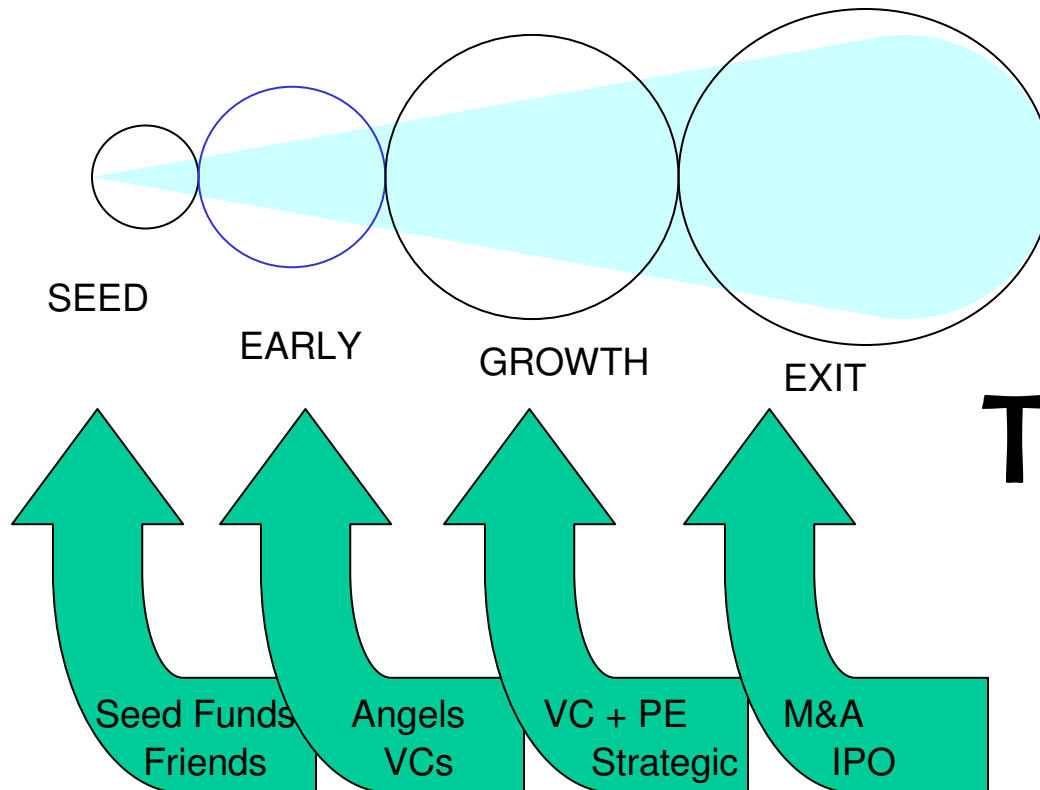 SEED
EARLY
GROWTH
EXIT
T
Seed Funds
Friends
Angels
VCs
VC + PE
Strategic
M&A
IPO